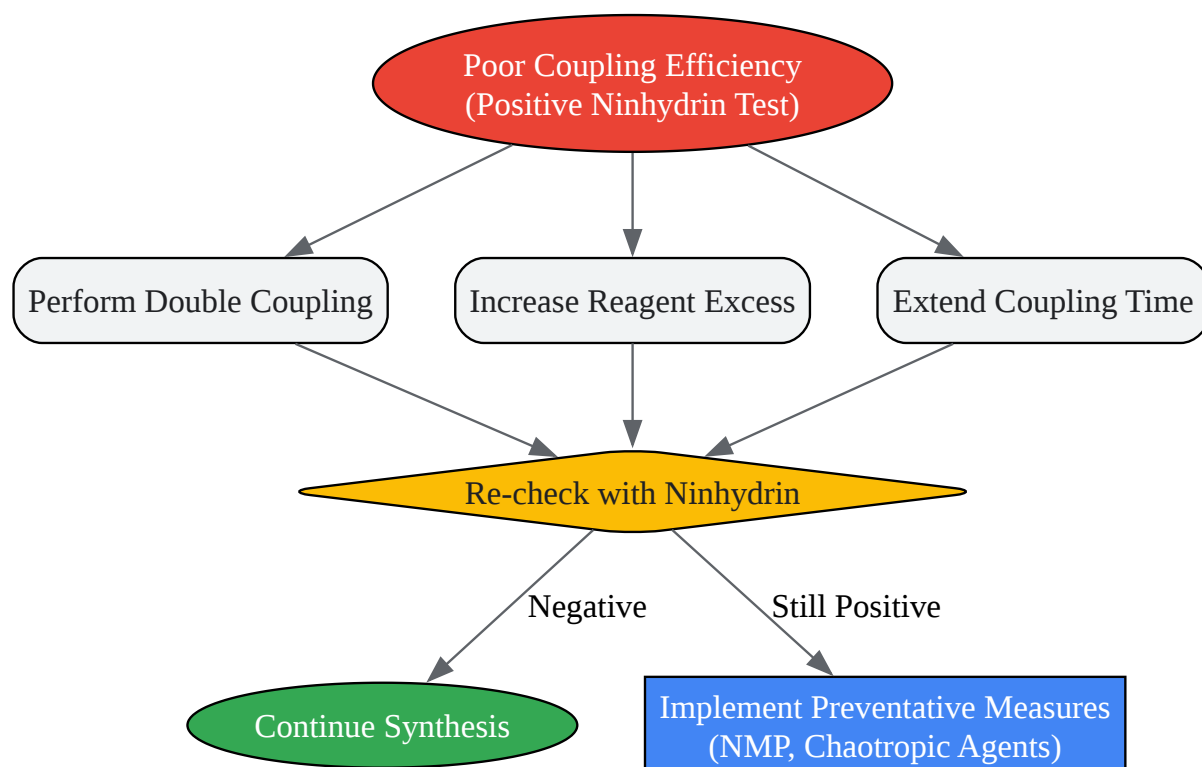 Poor Coupling Efficiency
(Positive Ninhydrin Test)
Perform Double Coupling
Increase Reagent Excess
Extend Coupling Time
Re-check with Ninhydrin
Negative
Still Positive
Continue Synthesis
Implement Preventative Measures
(NMP, Chaotropic Agents)